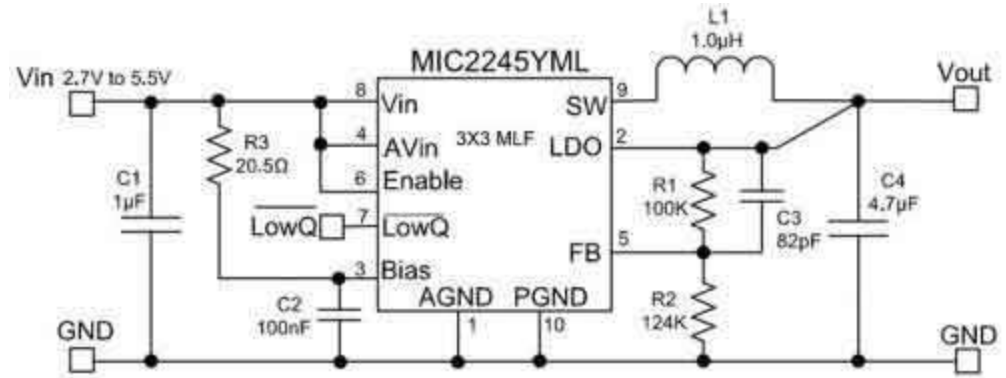 L1
1.0µH
MIC2245YML
Vin 2.7V to 5.5V
Vout
8
Vin
SW
9
R3
20.5Ω
4
AVin
3X3 MLF
LDO
2
C1
1µF
6
Enable
R1
100K
C4
4.7µF
LowQ
7
LowQ
C3
82pF
FB
5
3
Bias
C2
100nF
AGND
PGND
R2
124K
1
10
GND
GND